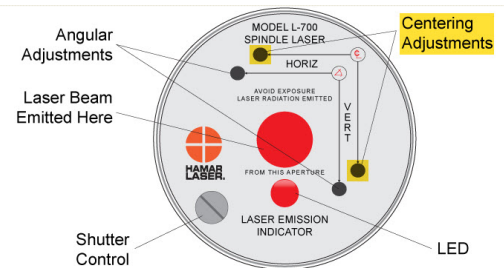 MODEL L-700
SPINDLE LASER
Centering
Adjustments
Angular
Adjustments
HORIZ
Laser Beam
Emitted Here
AVOID EXPOSURE
LASER RADIATION EMITTED
VERT
HAMAR
LASER.
FROM THIS APERTURE
LASER EMISSION
INDICATOR
Shutter
Control
LED